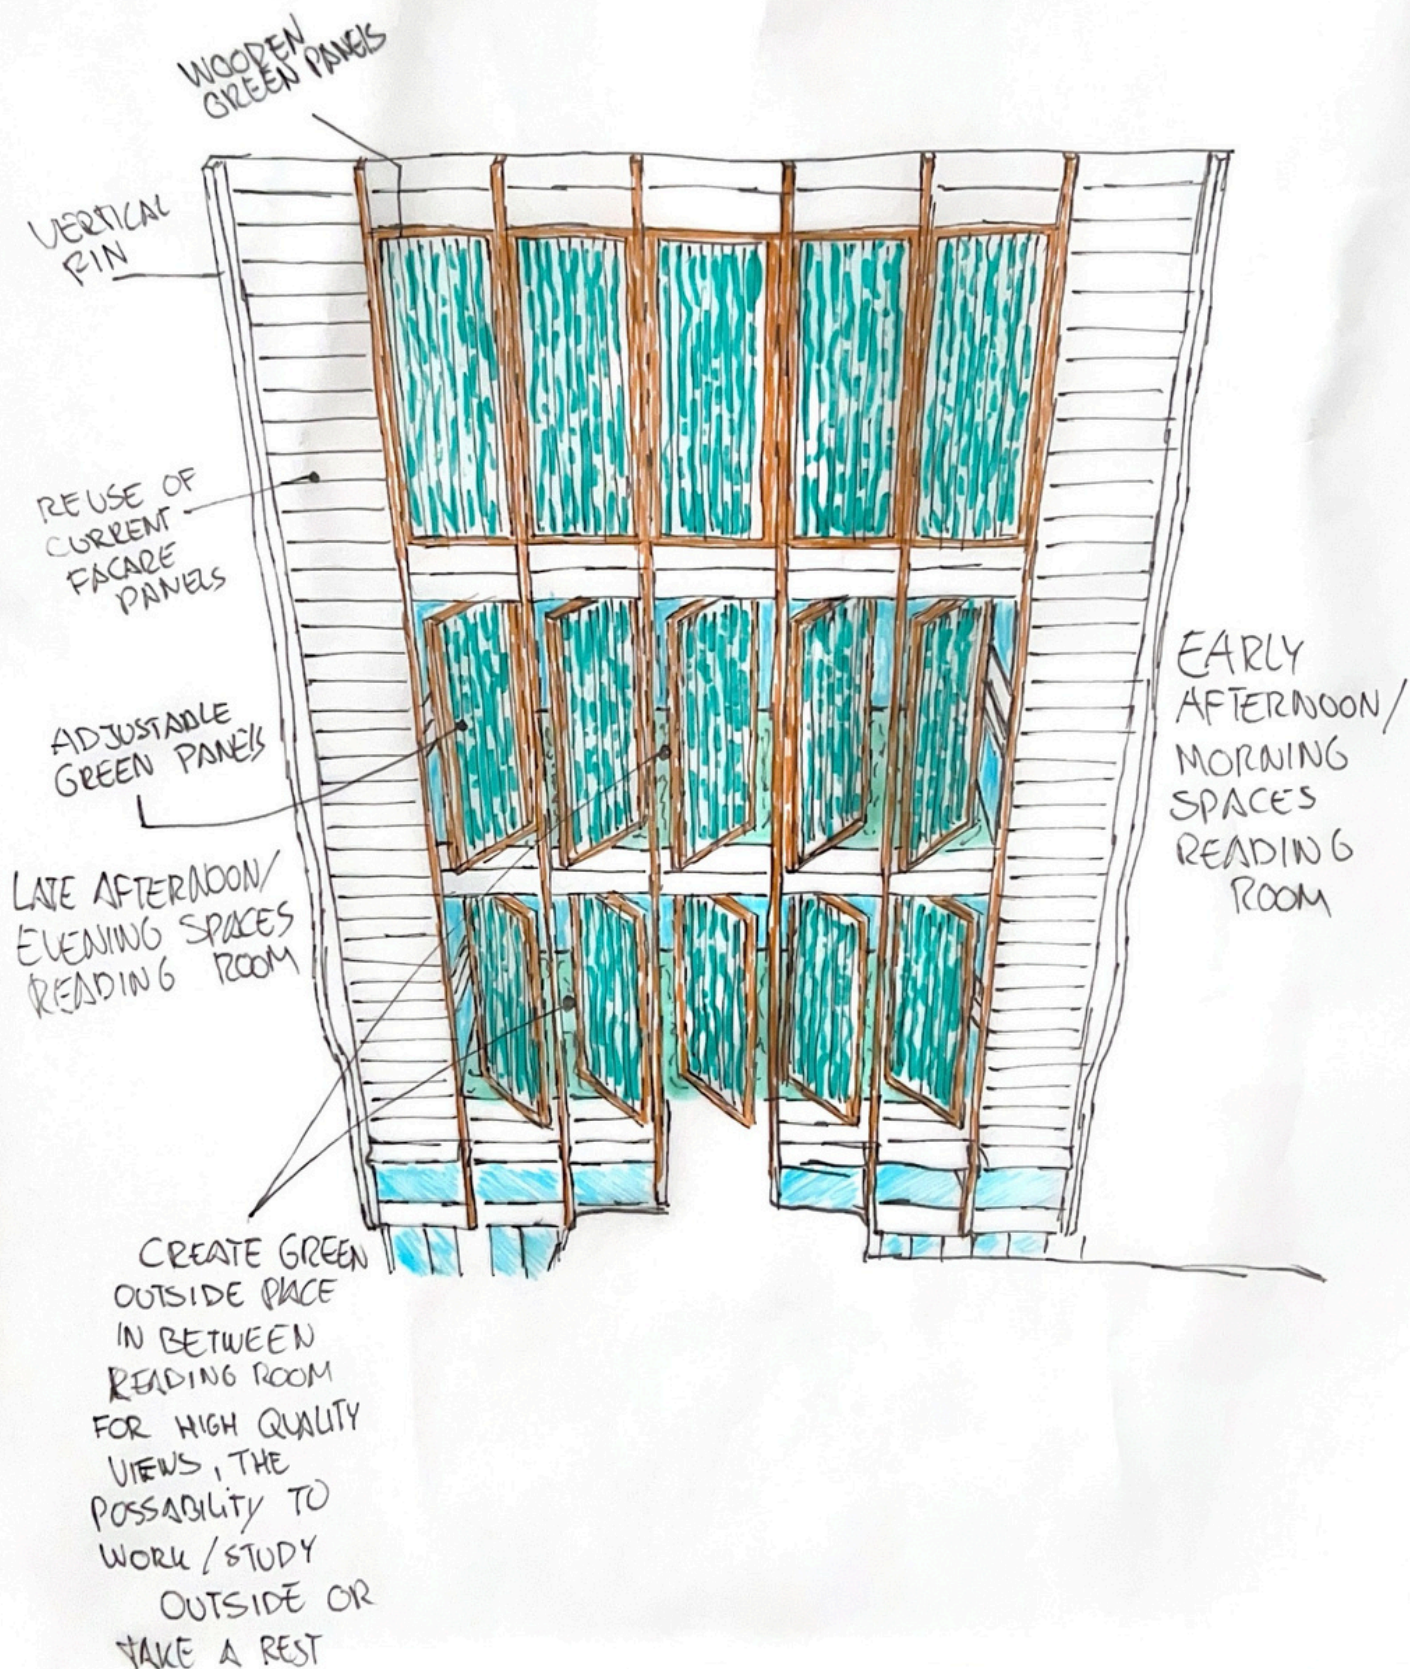 WOODEN
GREEN PANELS
VERTICAL
FIN
REUSE OF
CURRENT
FACARE
PANELS
ADJUSTABLE
GREEN PANELS
LATE AFTERNOON/
EVENING SPACES
READING ROOM
EARLY
AFTERNOON/
MORNING
SPACES
READING
ROOM
CREATE GREEN
OUTSIDE PLACE
IN BETWEEN
READING ROOM
FOR HIGH QUALITY
VIEWS, THE
POSSABILITY TO
WORK/STUDY
OUTSIDE OR
TAKE A REST